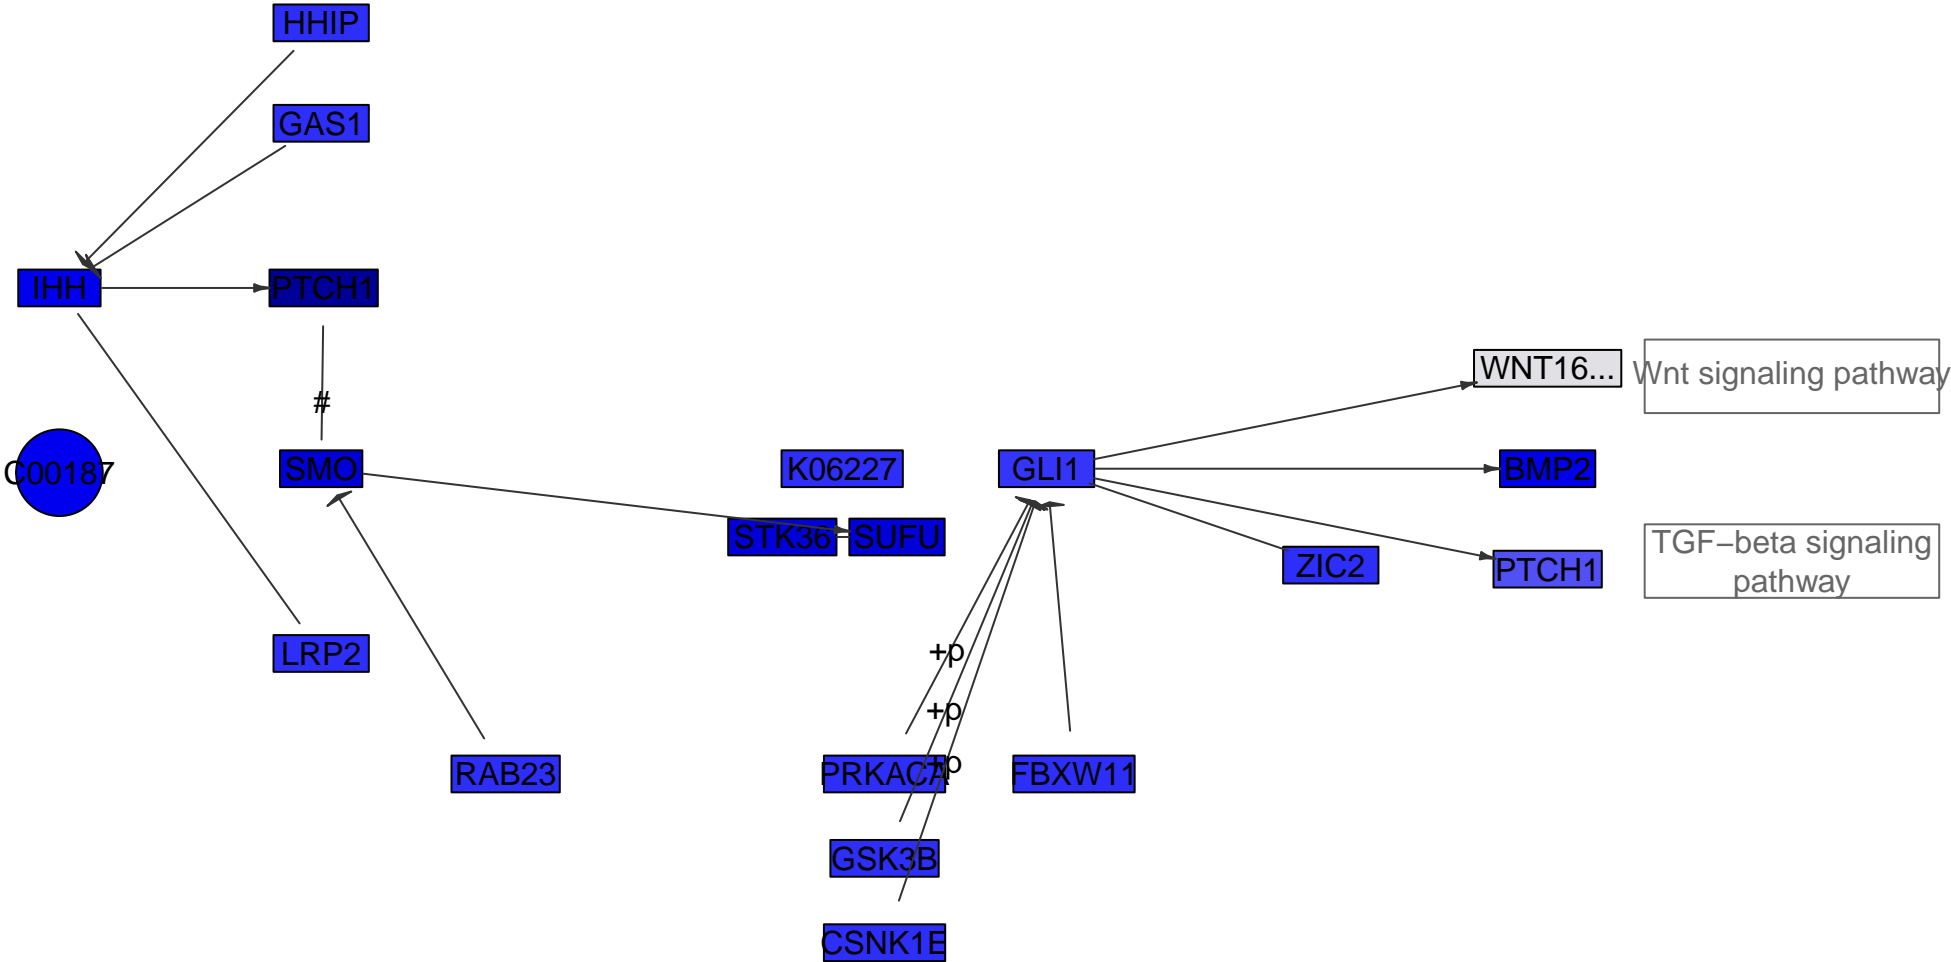 HHIP
GAS1
IHH
PTCH1
WNT16...
Wnt signaling pathway
#
C00187
SMO
K06227
GLI1
BMP2
STK36
SUFU
ZIC2
PTCH1
TGF−beta signaling
pathway
LRP2
+p
+p
+p
RAB23
PRKACA
FBXW11
GSK3B
CSNK1E